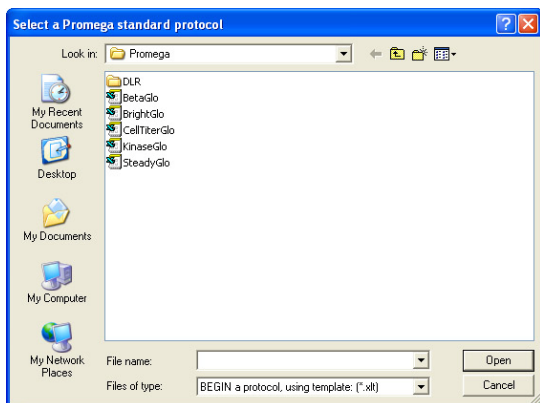 Select a Promega standard protocol
Look in: Promega
DLR
BetaGlo
BrightGlo
CellTiterGlo
KinaseGlo
SteadyGlo
My Recent
Documents
Desktop
My Documents
My Computer
My Network
Places
File name:
Open
Files of type: BEGIN a protocol, using template: (*.xlt)
Cancel